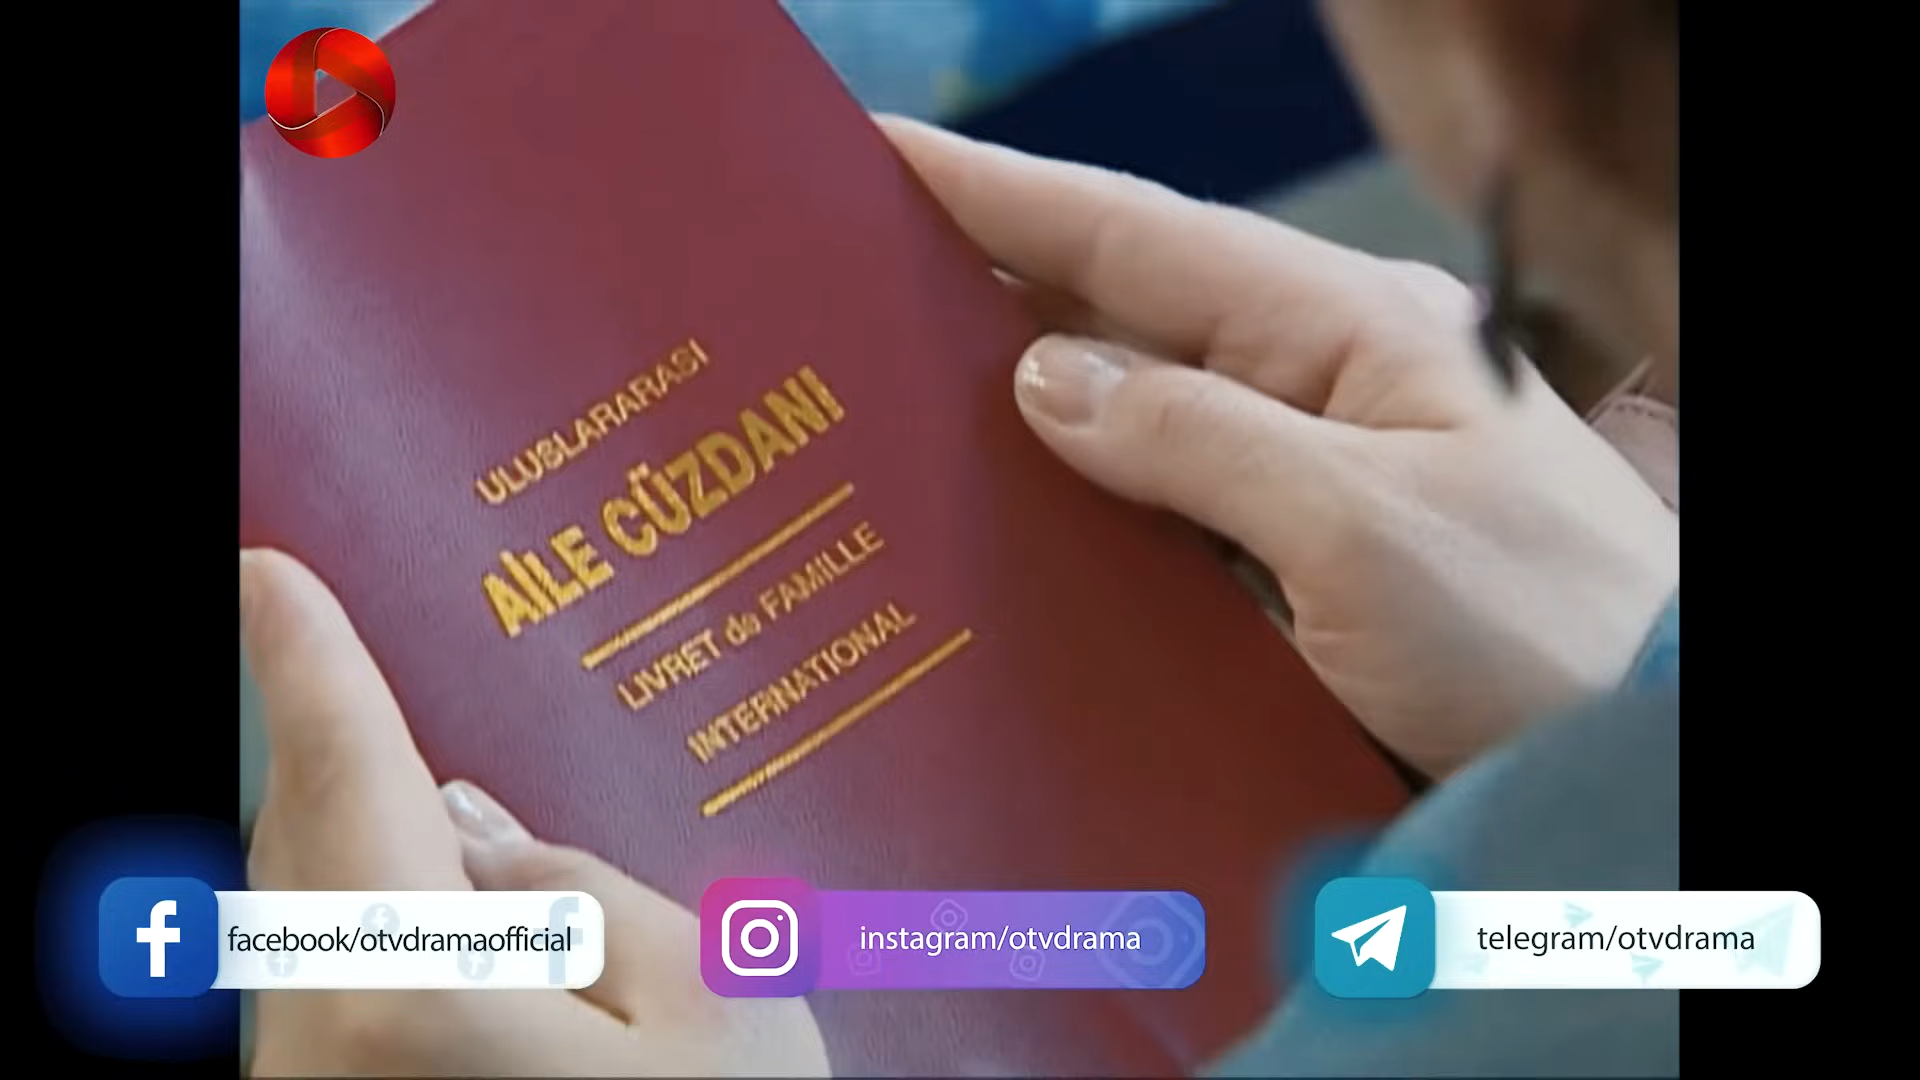 ULUSLARARASI
AİLE CÜZDANI
LIVRET de FAMILLE
INTERNATIONAL
facebook/otvdramaofficial
instagram/otvdrama
telegram/otvdrama